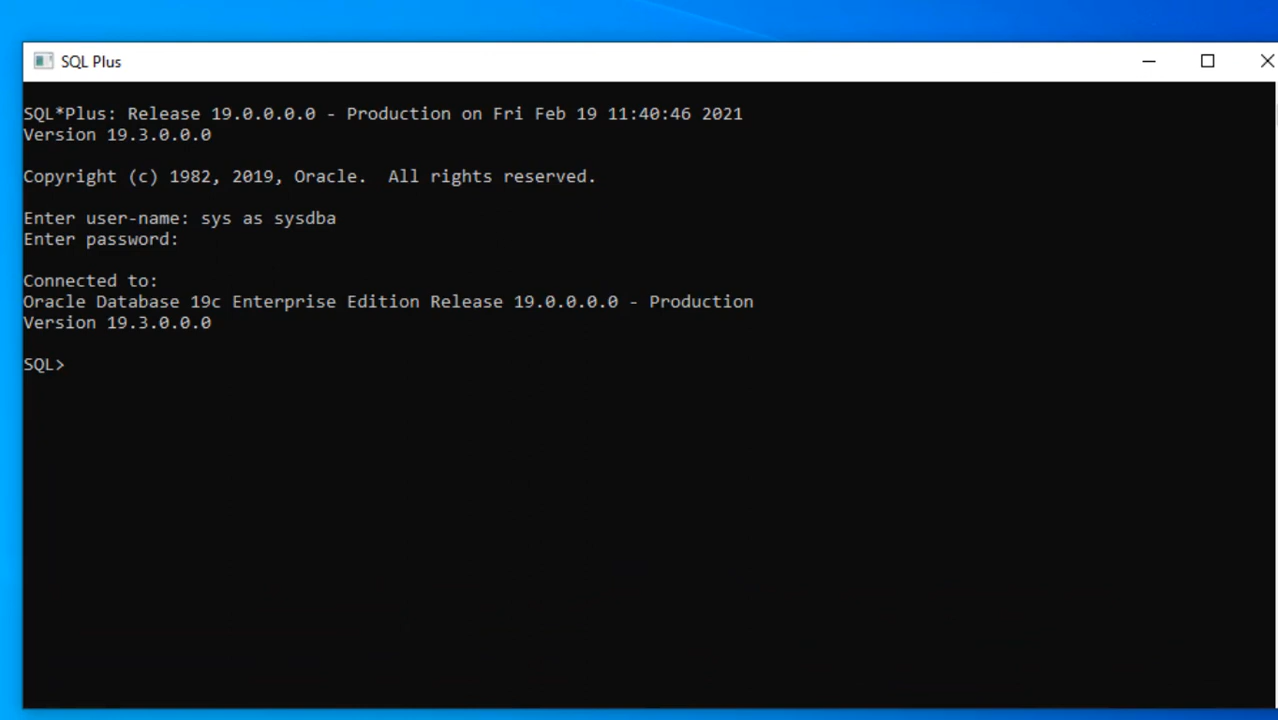 SQL Plus
SQL*Plus: Release 19.0.0.0.0 - Production on Fri Feb 19 11:40:46 2021
Version 19.3.0.0.0
Copyright (c) 1982, 2019, Oracle.  All rights reserved.
Enter user-name: sys as sysdba
Enter password:
Connected to:
Oracle Database 19c Enterprise Edition Release 19.0.0.0.0 - Production
Version 19.3.0.0.0
SQL>